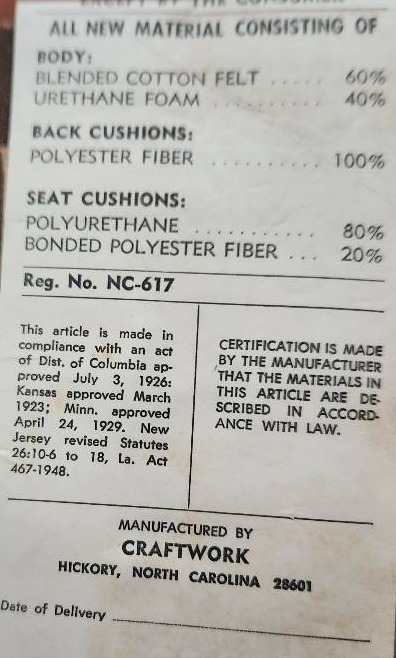 EXCEPT BY THE CONSUMER
ALL NEW MATERIAL CONSISTING OF
BODY:
BLENDED COTTON FELT ..... 60%
URETHANE FOAM .......... 40%
BACK CUSHIONS:
POLYESTER FIBER .......... 100%
SEAT CUSHIONS:
POLYURETHANE ........... 80%
BONDED POLYESTER FIBER ... 20%
Reg. No. NC-617
This article is made in
compliance with an act
of Dist. of Columbia ap-
proved July 3, 1926:
Kansas approved March
1923; Minn. approved
April 24, 1929. New
Jersey revised Statutes
26:10-6 to 18, La. Act
467-1948.
CERTIFICATION IS MADE
BY THE MANUFACTURER
THAT THE MATERIALS IN
THIS ARTICLE ARE DE-
SCRIBED IN ACCORD-
ANCE WITH LAW.
MANUFACTURED BY
CRAFTWORK
HICKORY, NORTH CAROLINA 28601
Date of Delivery